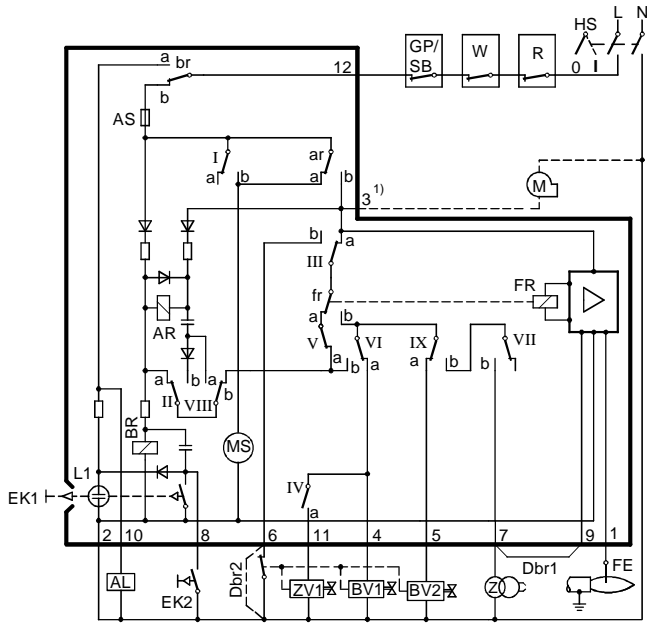 HS L N
GP/
SB
W
R
0
12
a
br
b
AS
I
ar
a b a b
3 1)
M
b a
III
fr
FR
AR
a b
V
VI
IX
VII
a b a a b b
a b a b
II VIII
BR
MS
L1
EK1
IV
a
2 10 8 6 11 4 5 7 9 1
Dbr2
Dbr1
FE
AL
EK2
ZV1
BV1
BV2
Z